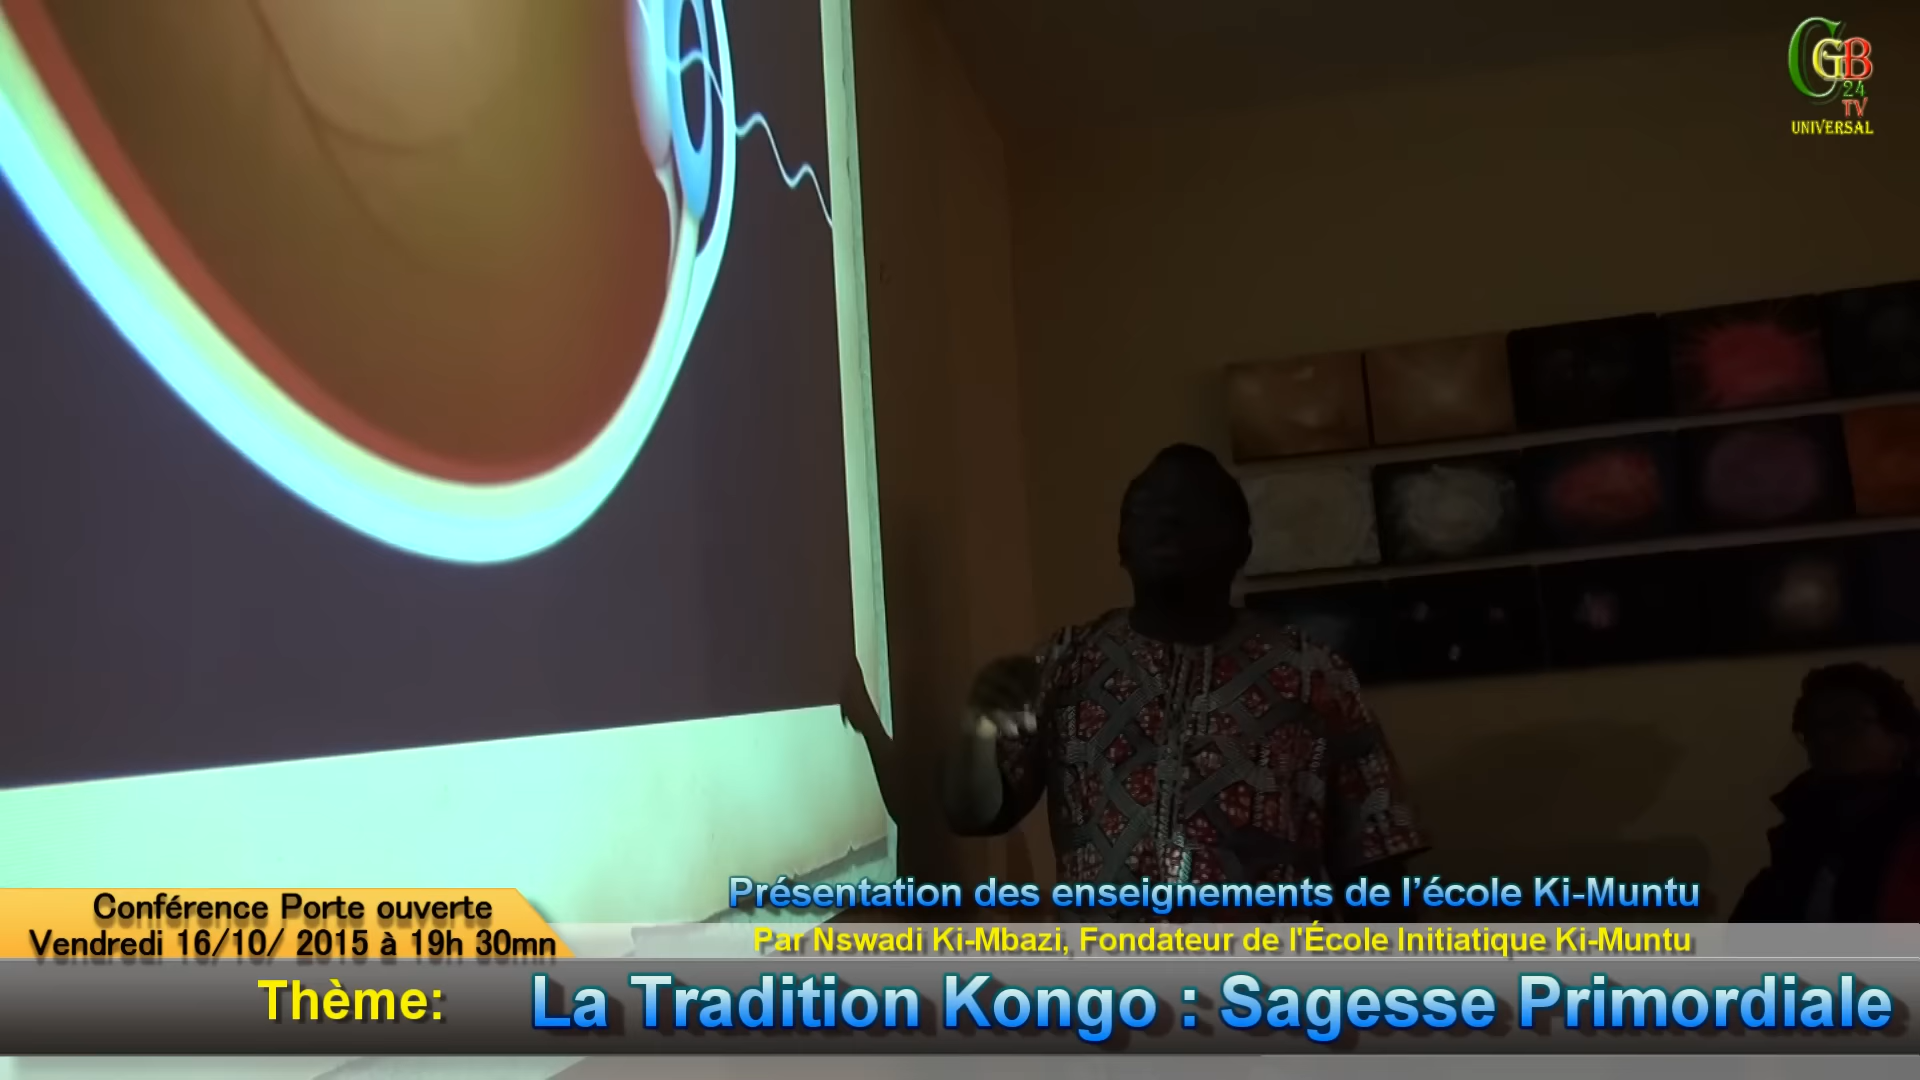 CGB
24
TV
UNIVERSAL
Présentation des enseignements de l’école Ki-Muntu
Conférence Porte ouverte
Vendredi 16/10/ 2015 à 19h 30mn
Par Nswadi Ki-Mbazi, Fondateur de l'École Initiatique Ki-Muntu
Thème: La Tradition Kongo : Sagesse Primordiale